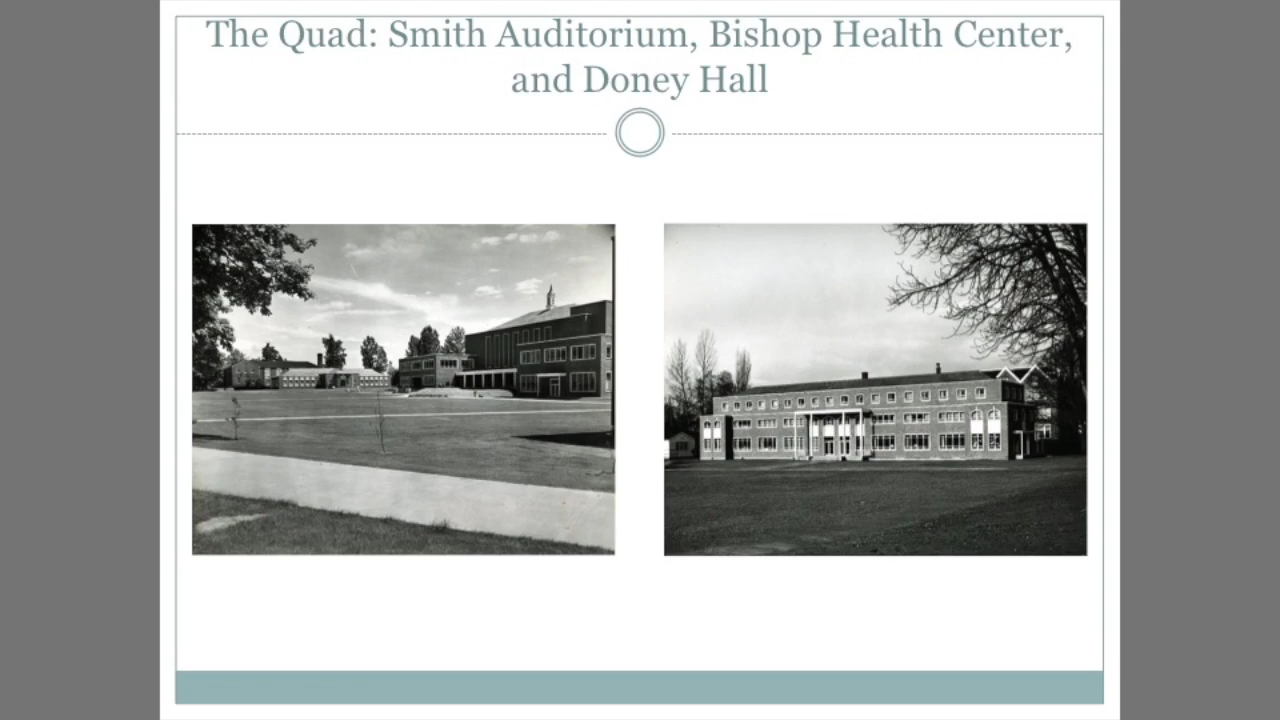 The Quad: Smith Auditorium, Bishop Health Center,
and Doney Hall